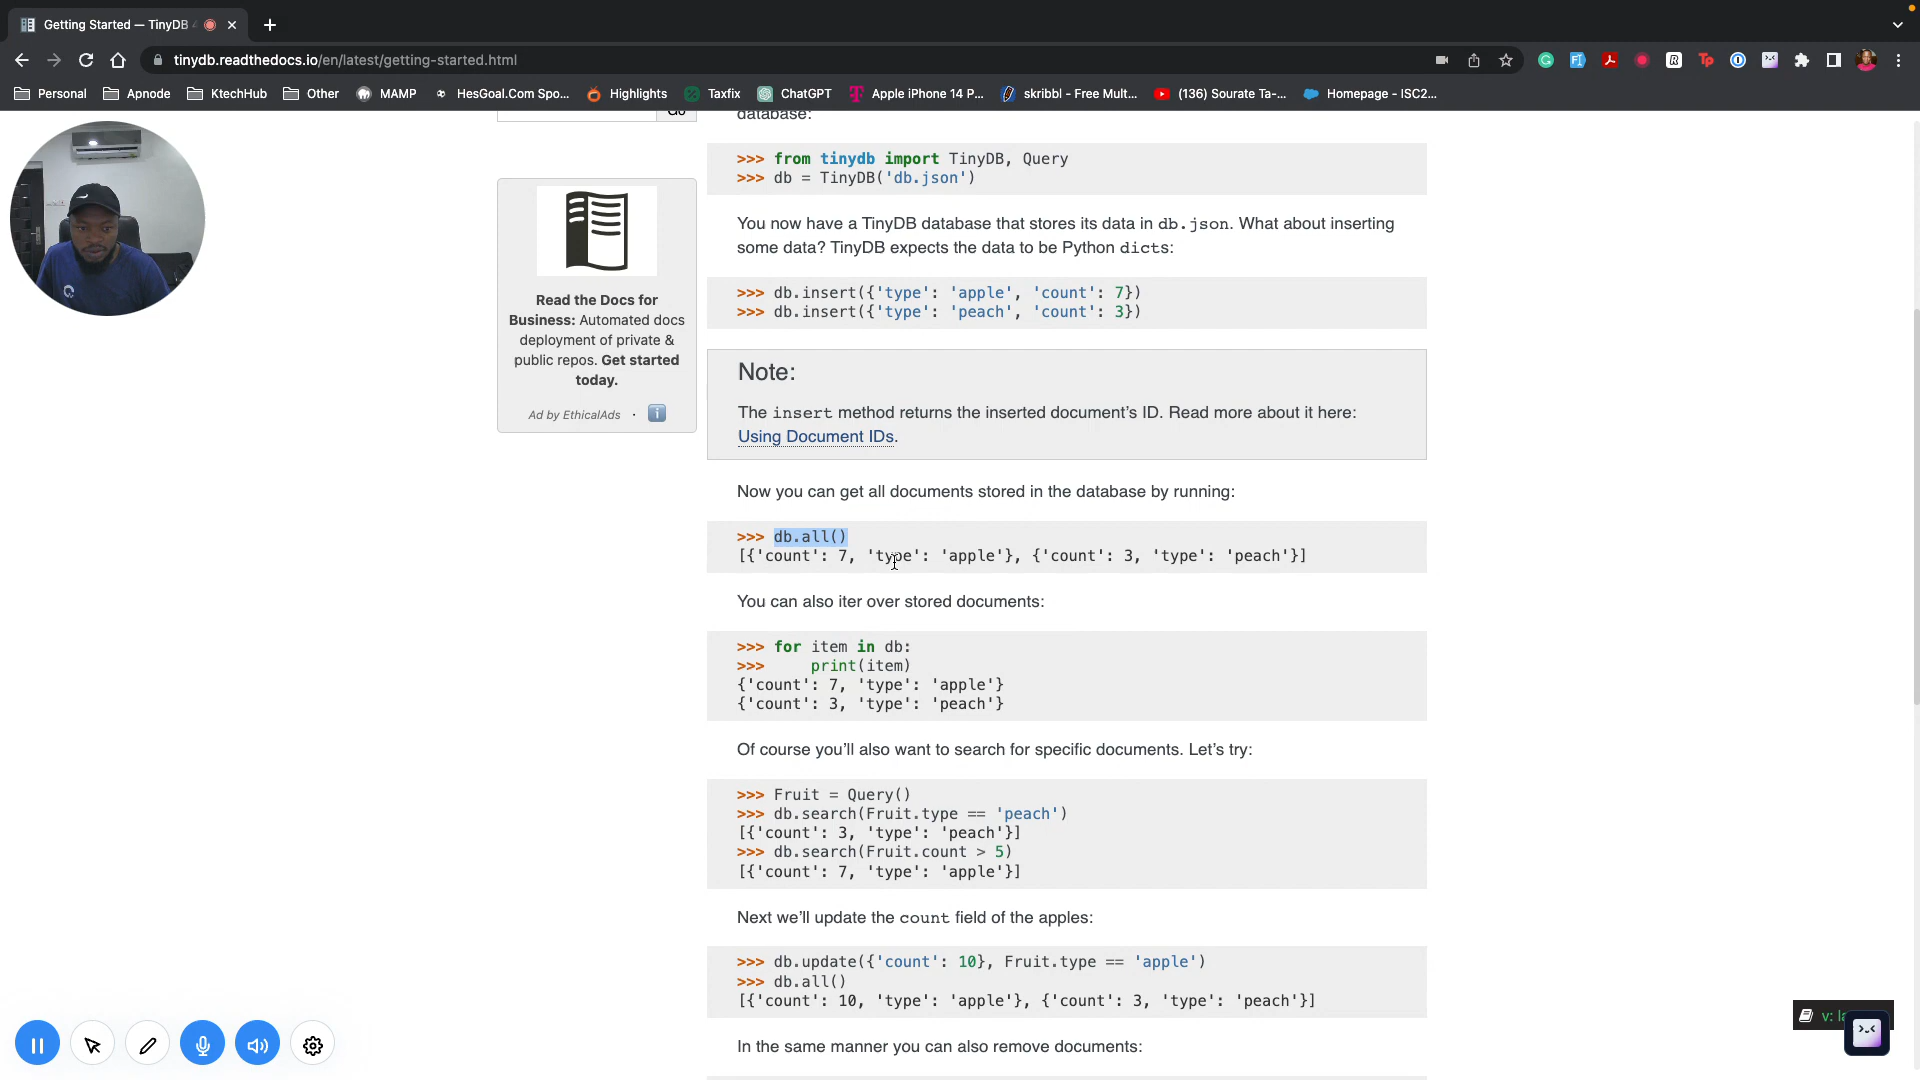 Getting Started — TinyDB
tinydb.readthedocs.io/en/latest/getting-started.html
Personal
Apnode
KtechHub
Other
MAMP
HesGoal.Com Spo...
Highlights
Taxfix
ChatGPT
Apple iPhone 14 P...
skribbl - Free Mult...
(136) Sourate Ta-...
Homepage - ISC2...
Go
Read the Docs for
Business: Automated docs
deployment of private &
public repos. Get started
today.
Ad by EthicalAds ·
database:
>>> from tinydb import TinyDB, Query
>>> db = TinyDB('db.json')
You now have a TinyDB database that stores its data in db.json. What about inserting
some data? TinyDB expects the data to be Python dicts:
>>> db.insert({'type': 'apple', 'count': 7})
>>> db.insert({'type': 'peach', 'count': 3})
Note:
The insert method returns the inserted document’s ID. Read more about it here:
Using Document IDs.
Now you can get all documents stored in the database by running:
>>> db.all()
[{'count': 7, 'type': 'apple'}, {'count': 3, 'type': 'peach'}]
You can also iter over stored documents:
>>> for item in db:
>>>     print(item)
{'count': 7, 'type': 'apple'}
{'count': 3, 'type': 'peach'}
Of course you’ll also want to search for specific documents. Let’s try:
>>> Fruit = Query()
>>> db.search(Fruit.type == 'peach')
[{'count': 3, 'type': 'peach'}]
>>> db.search(Fruit.count > 5)
[{'count': 7, 'type': 'apple'}]
Next we’ll update the count field of the apples:
>>> db.update({'count': 10}, Fruit.type == 'apple')
>>> db.all()
[{'count': 10, 'type': 'apple'}, {'count': 3, 'type': 'peach'}]
In the same manner you can also remove documents:
v: